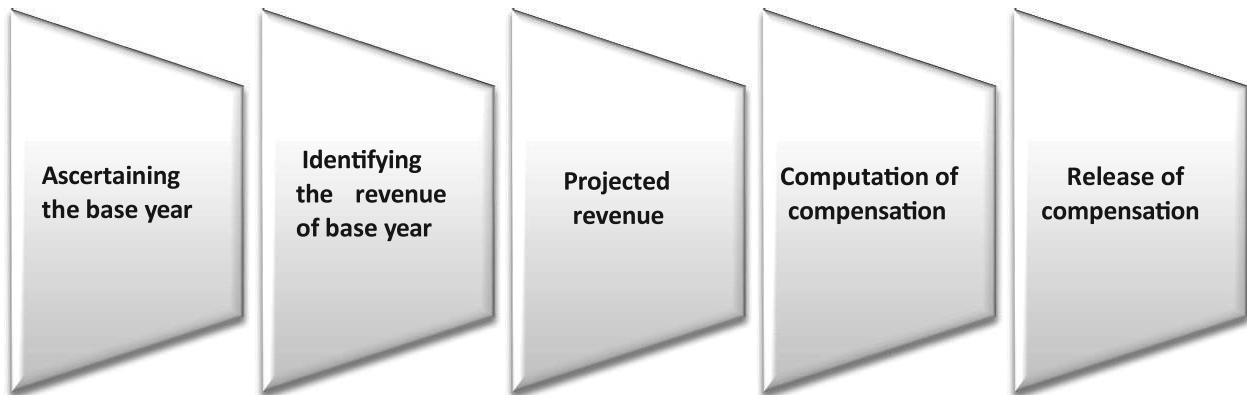 Ascertaining
the base year
Identifying
the revenue
of base year
Projected
revenue
Computation of
compensation
Release of
compensation